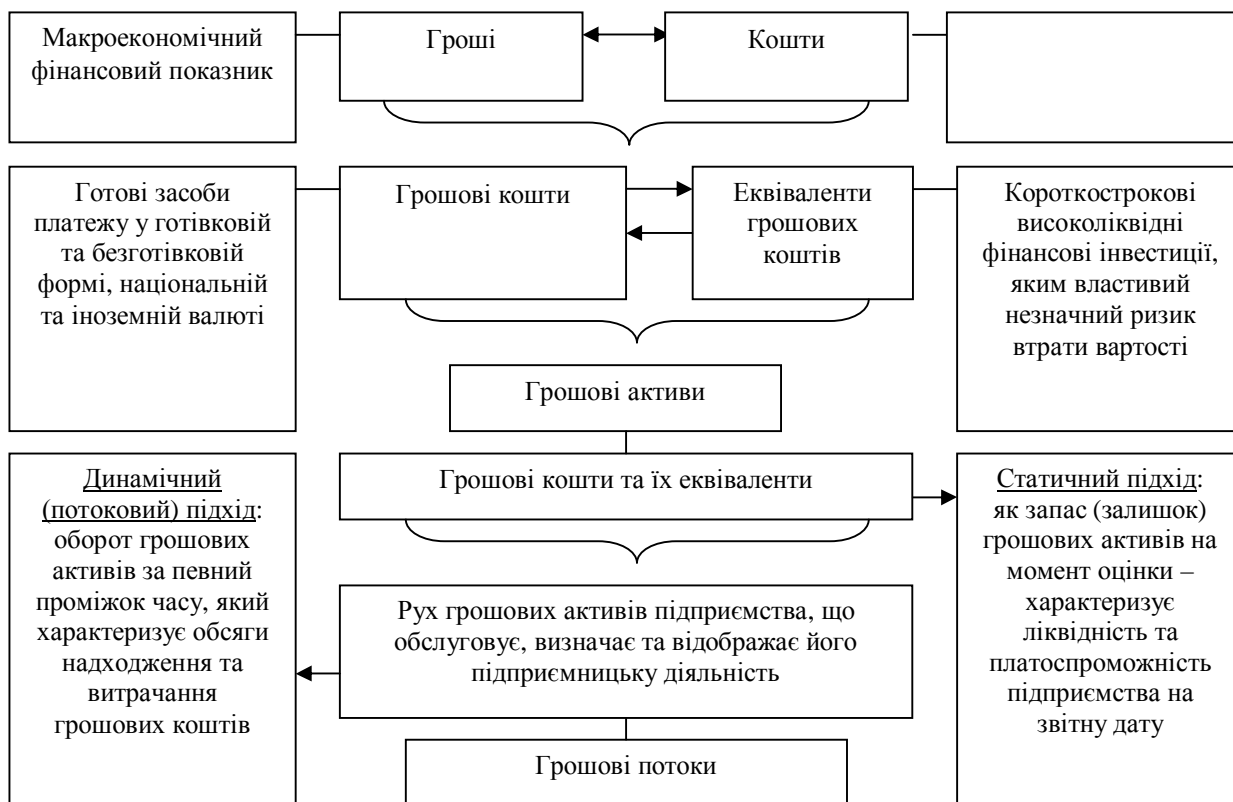 Макроекономічний
фінансовий показник
Гроші
Кошти
Готові засоби
платежу у готівковій
та безготівковій
формі, національній
та іноземній валюті
Грошові кошти
Еквіваленти
грошових
коштів
Короткострокові
високоліквідні
фінансові інвестиції,
яким властивий
незначний ризик
втрати вартості
Грошові активи
Динамічний
(потоковий) підхід:
оборот грошових
активів за певний
проміжок часу, який
характеризує обсяги
надходження та
витрачання
грошових коштів
Грошові кошти та їх еквіваленти
Статичний підхід:
як запас (залишок)
грошових активів на
момент оцінки –
характеризує
ліквідність та
платоспроможність
підприємства на
звітну дату
Рух грошових активів підприємства, що
обслуговує, визначає та відображає його
підприємницьку діяльність
Грошові потоки